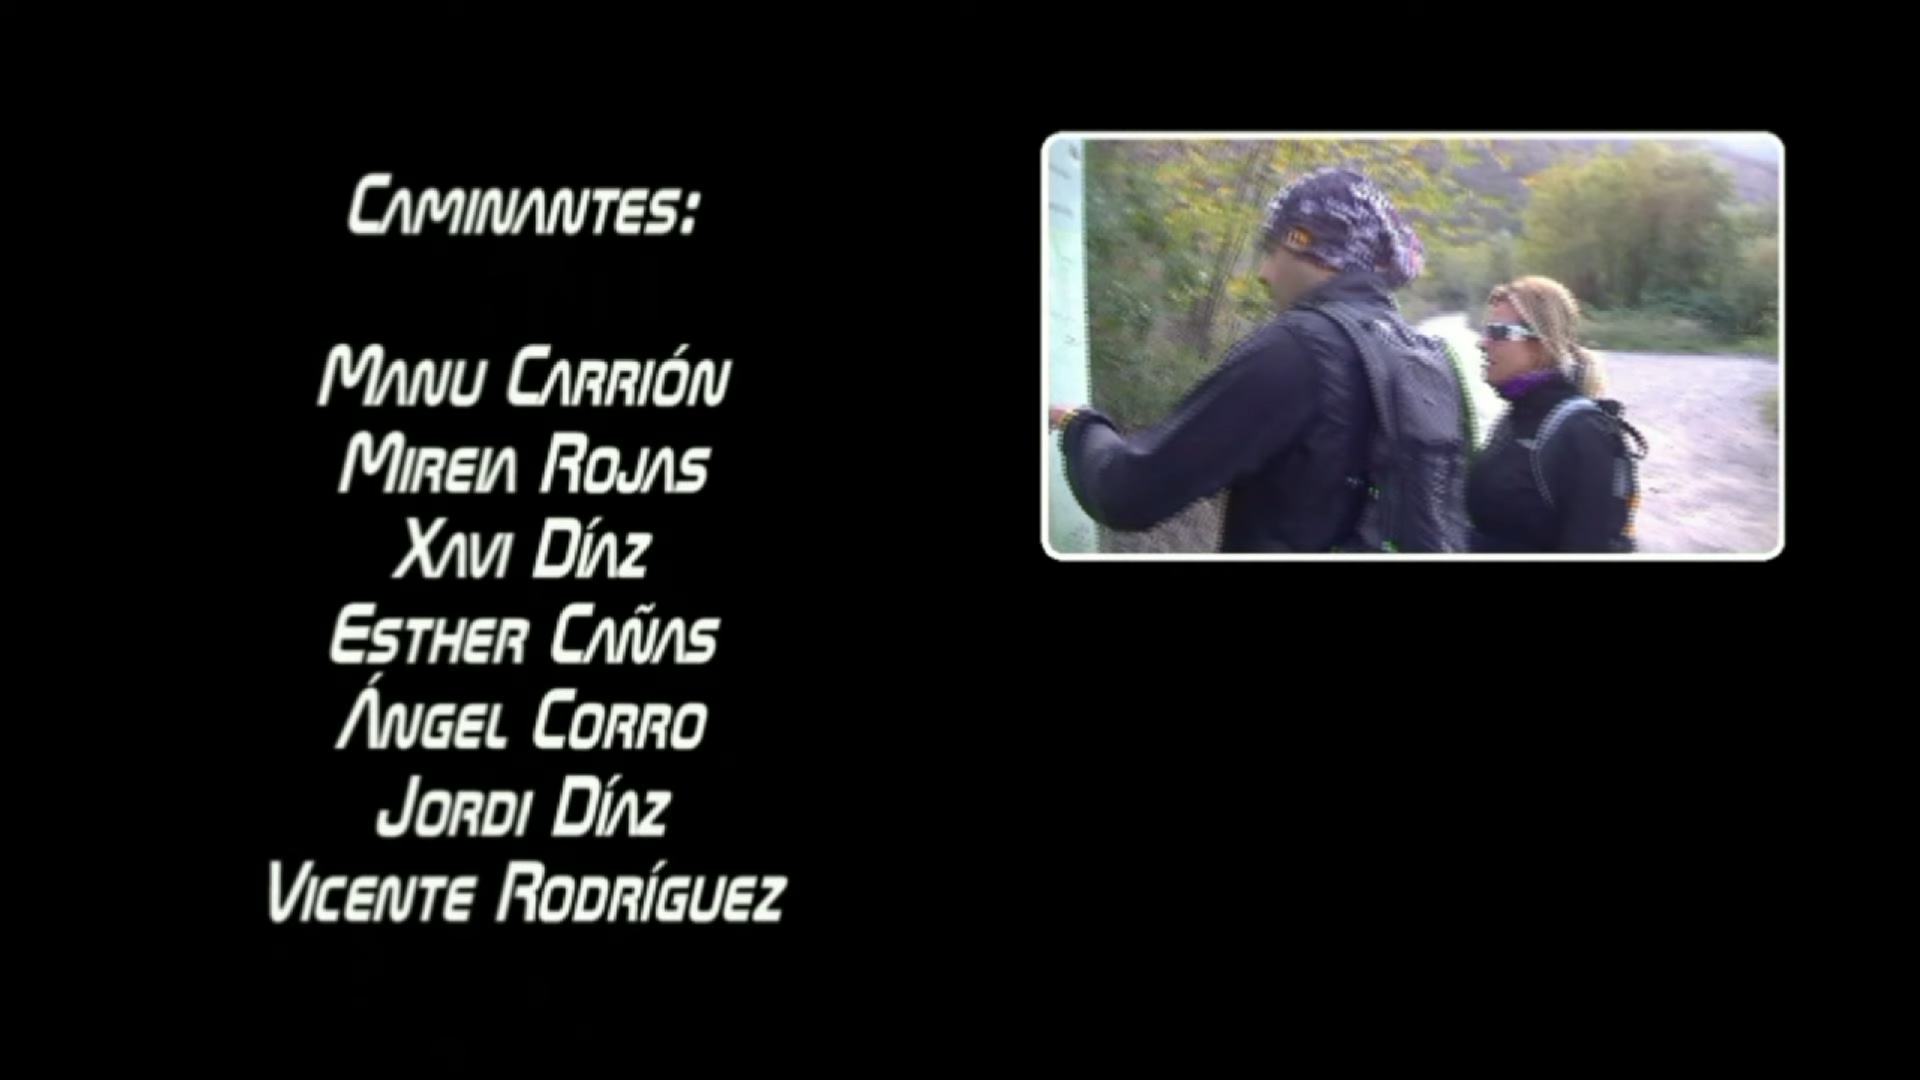 Caminantes:
Manu Carrión
Mireia Rojas
Xavi Díaz
Esther Cañas
Ángel Corro
Jordi Díaz
Vicente Rodríguez